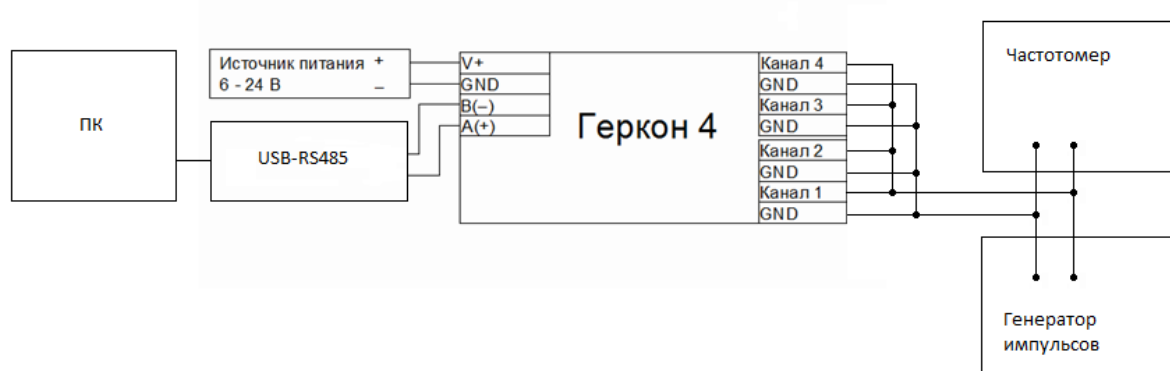 ПК
Источник питания +
6 - 24 В –
USB-RS485
V+
GND
B(–)
A(+)
Геркон 4
Канал 4
GND
Канал 3
GND
Канал 2
GND
Канал 1
GND
Частотомер
Генератор
импульсов